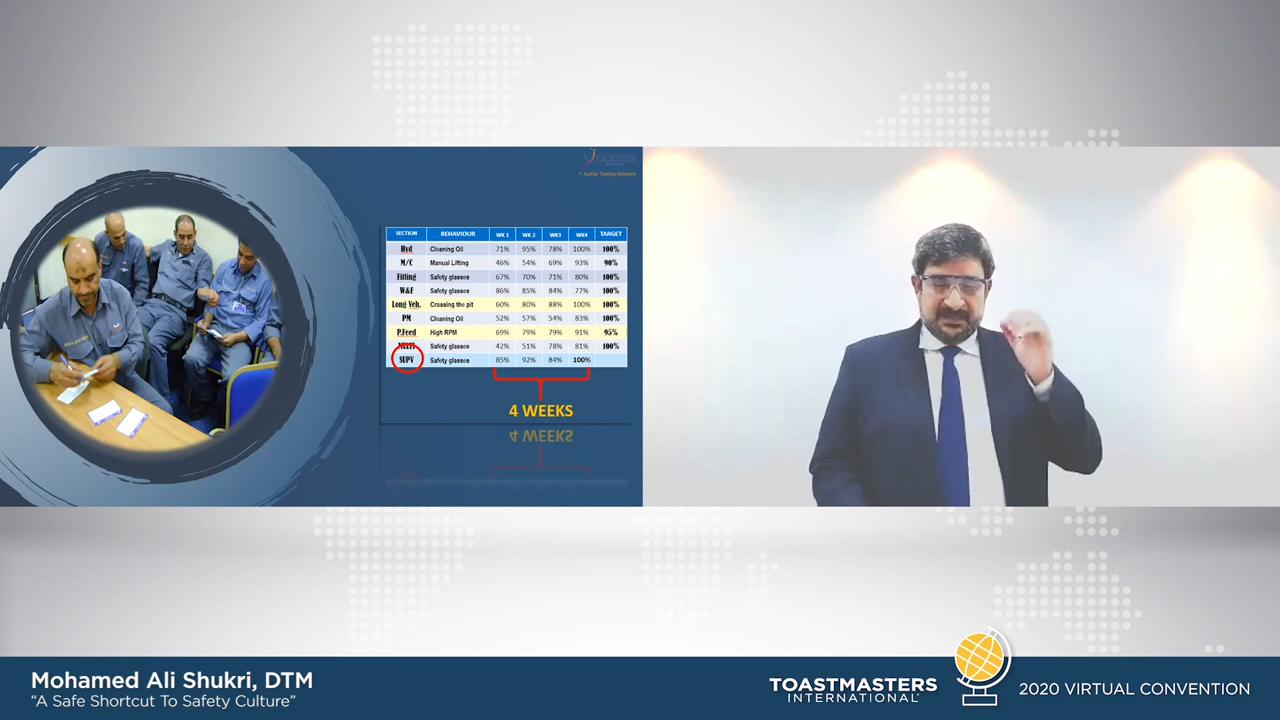 Y Access Training Solutions
SECTION BEHAVIOUR WK 1 WK 2 WK3 WK4 TARGET
Hyd Cleaning Oil 71% 95% 78% 100% 100%
M/C Manual Lifting 46% 54% 69% 93% 90%
Fitting Safety glasses 67% 70% 71% 80% 100%
W&F Safety glasses 86% 85% 84% 77% 100%
Long Veh. Crossing the pit 60% 80% 88% 100% 100%
PM Cleaning Oil 52% 57% 54% 83% 100%
P.Feed High RPM 69% 79% 79% 91% 95%
Safety glasses 42% 51% 78% 81% 100%
SUPV Safety glasses 85% 92% 84% 100%
4 WEEKS
Mohamed Ali Shukri, DTM
“A Safe Shortcut To Safety Culture”
TOASTMASTERS
INTERNATIONAL
2020 VIRTUAL CONVENTION